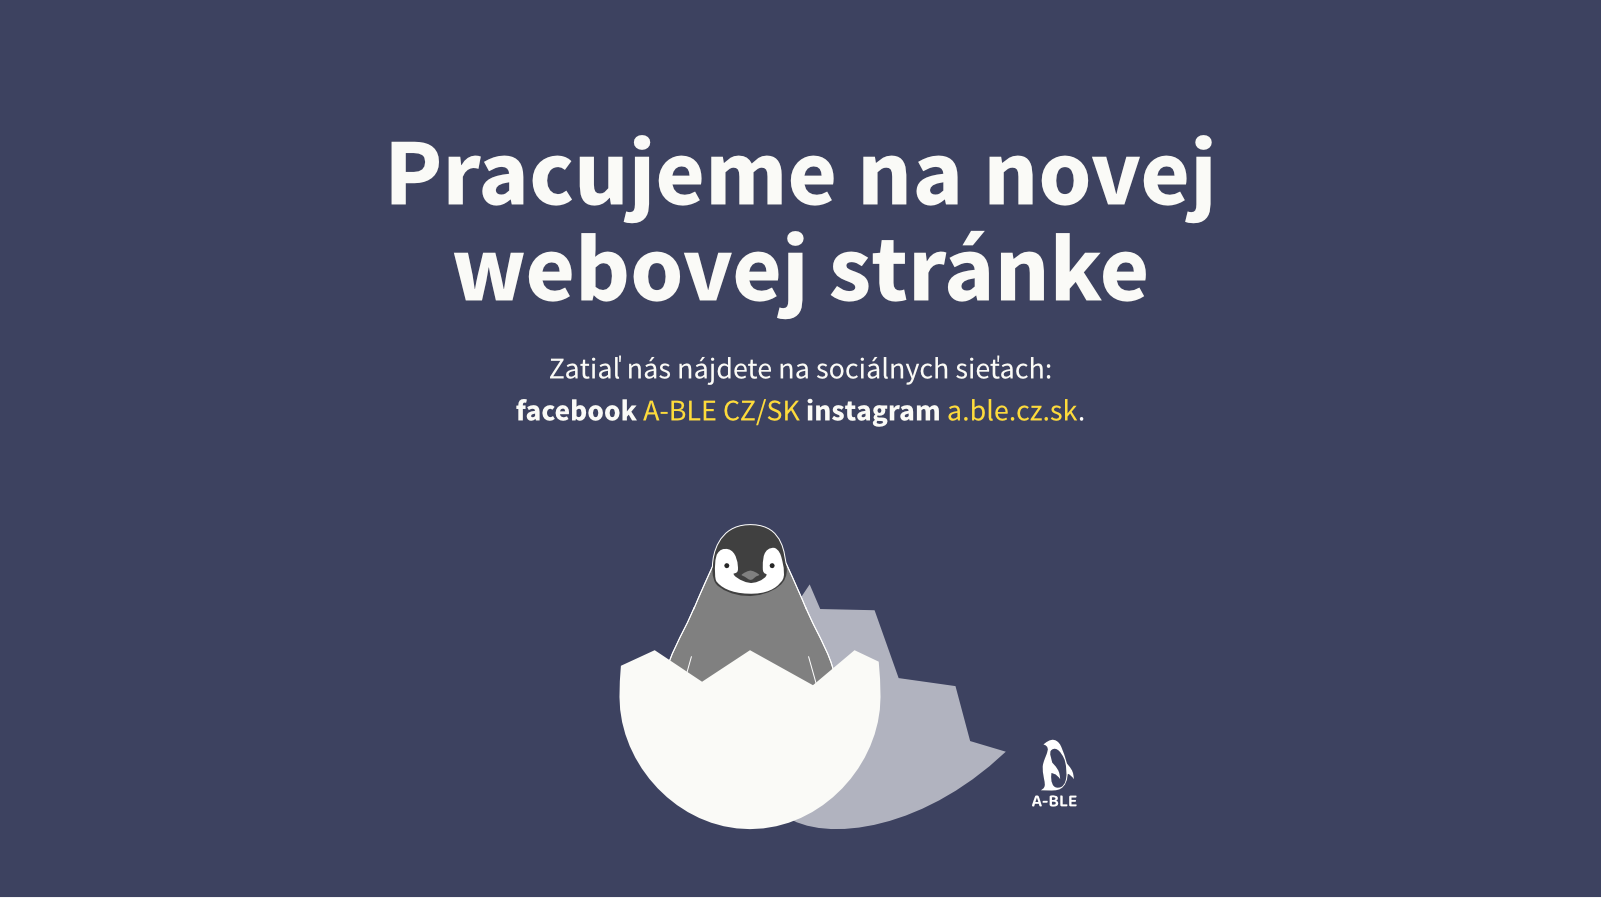 Pracujeme na novej
webovej stránke
Zatiaľ nás nájdete na sociálnych sieťach:
facebook A-BLE CZ/SK instagram a.ble.cz.sk.
A-BLE